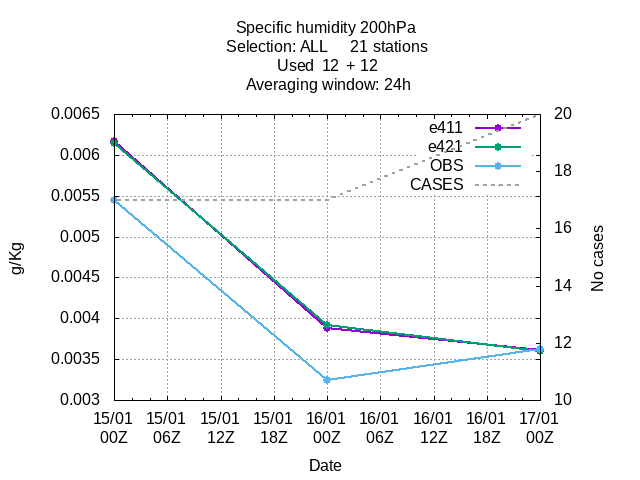 Specific humidity 200hPa
Selection: ALL     21 stations
Used  12  + 12
Averaging window: 24h
0.0065
0.006
0.0055
0.005
0.0045
0.004
0.0035
0.003
g/Kg
e411
e421
OBS
CASES
20
18
16
14
12
10
No cases
15/01 15/01 15/01 15/01 16/01 16/01 16/01 16/01 17/01
00Z 06Z 12Z 18Z 00Z 06Z 12Z 18Z 00Z
Date